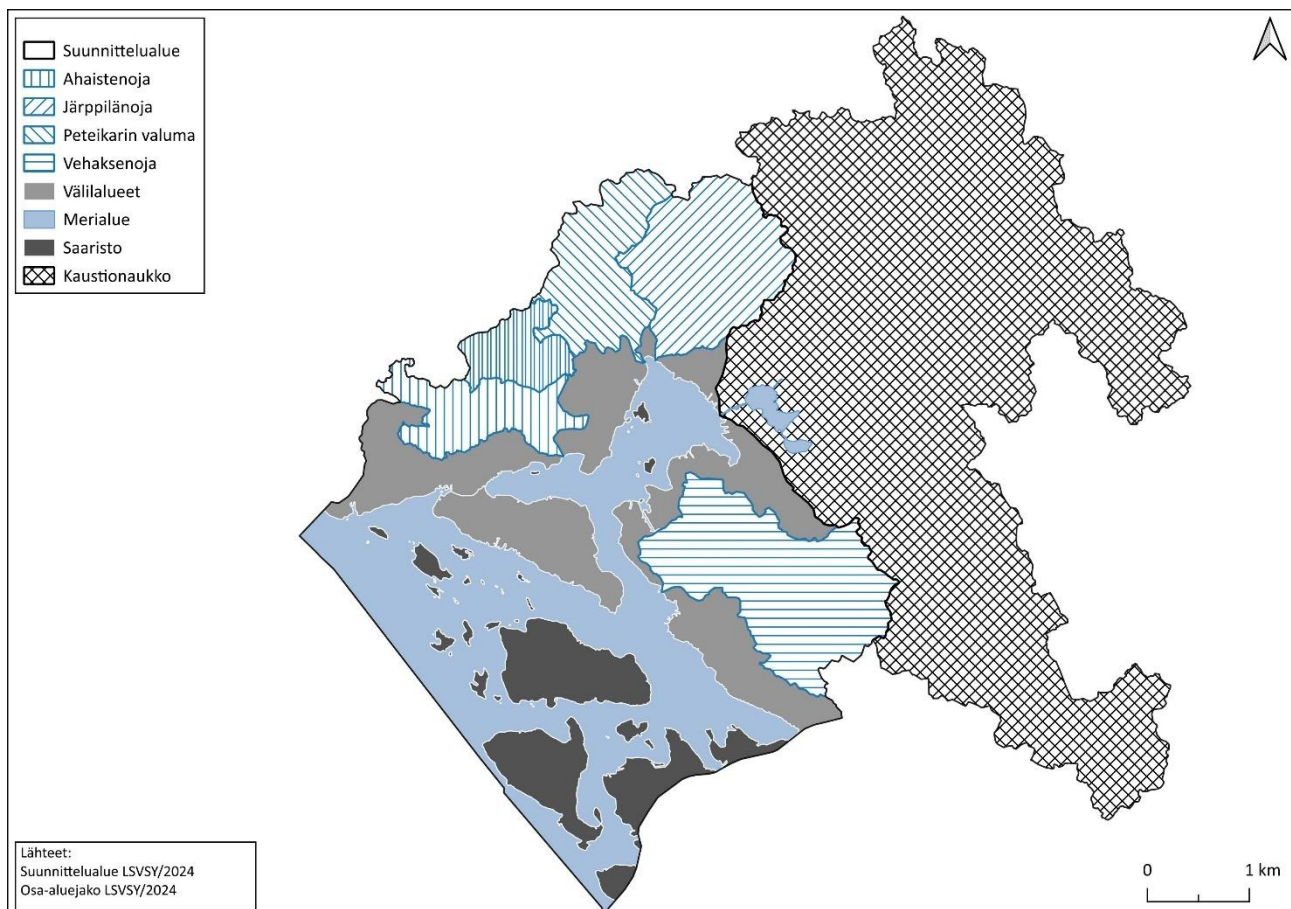 Suunnittelualue
Ahaistenoja
Järppilänoja
Peteikarin valuma
Vehaksenoja
Välilalueet
Merialue
Saaristo
Kaustionaukko
Lähteet:
Suunnittelualue LSVSY/2024
Osa-aluejako LSVSY/2024
0 1 km